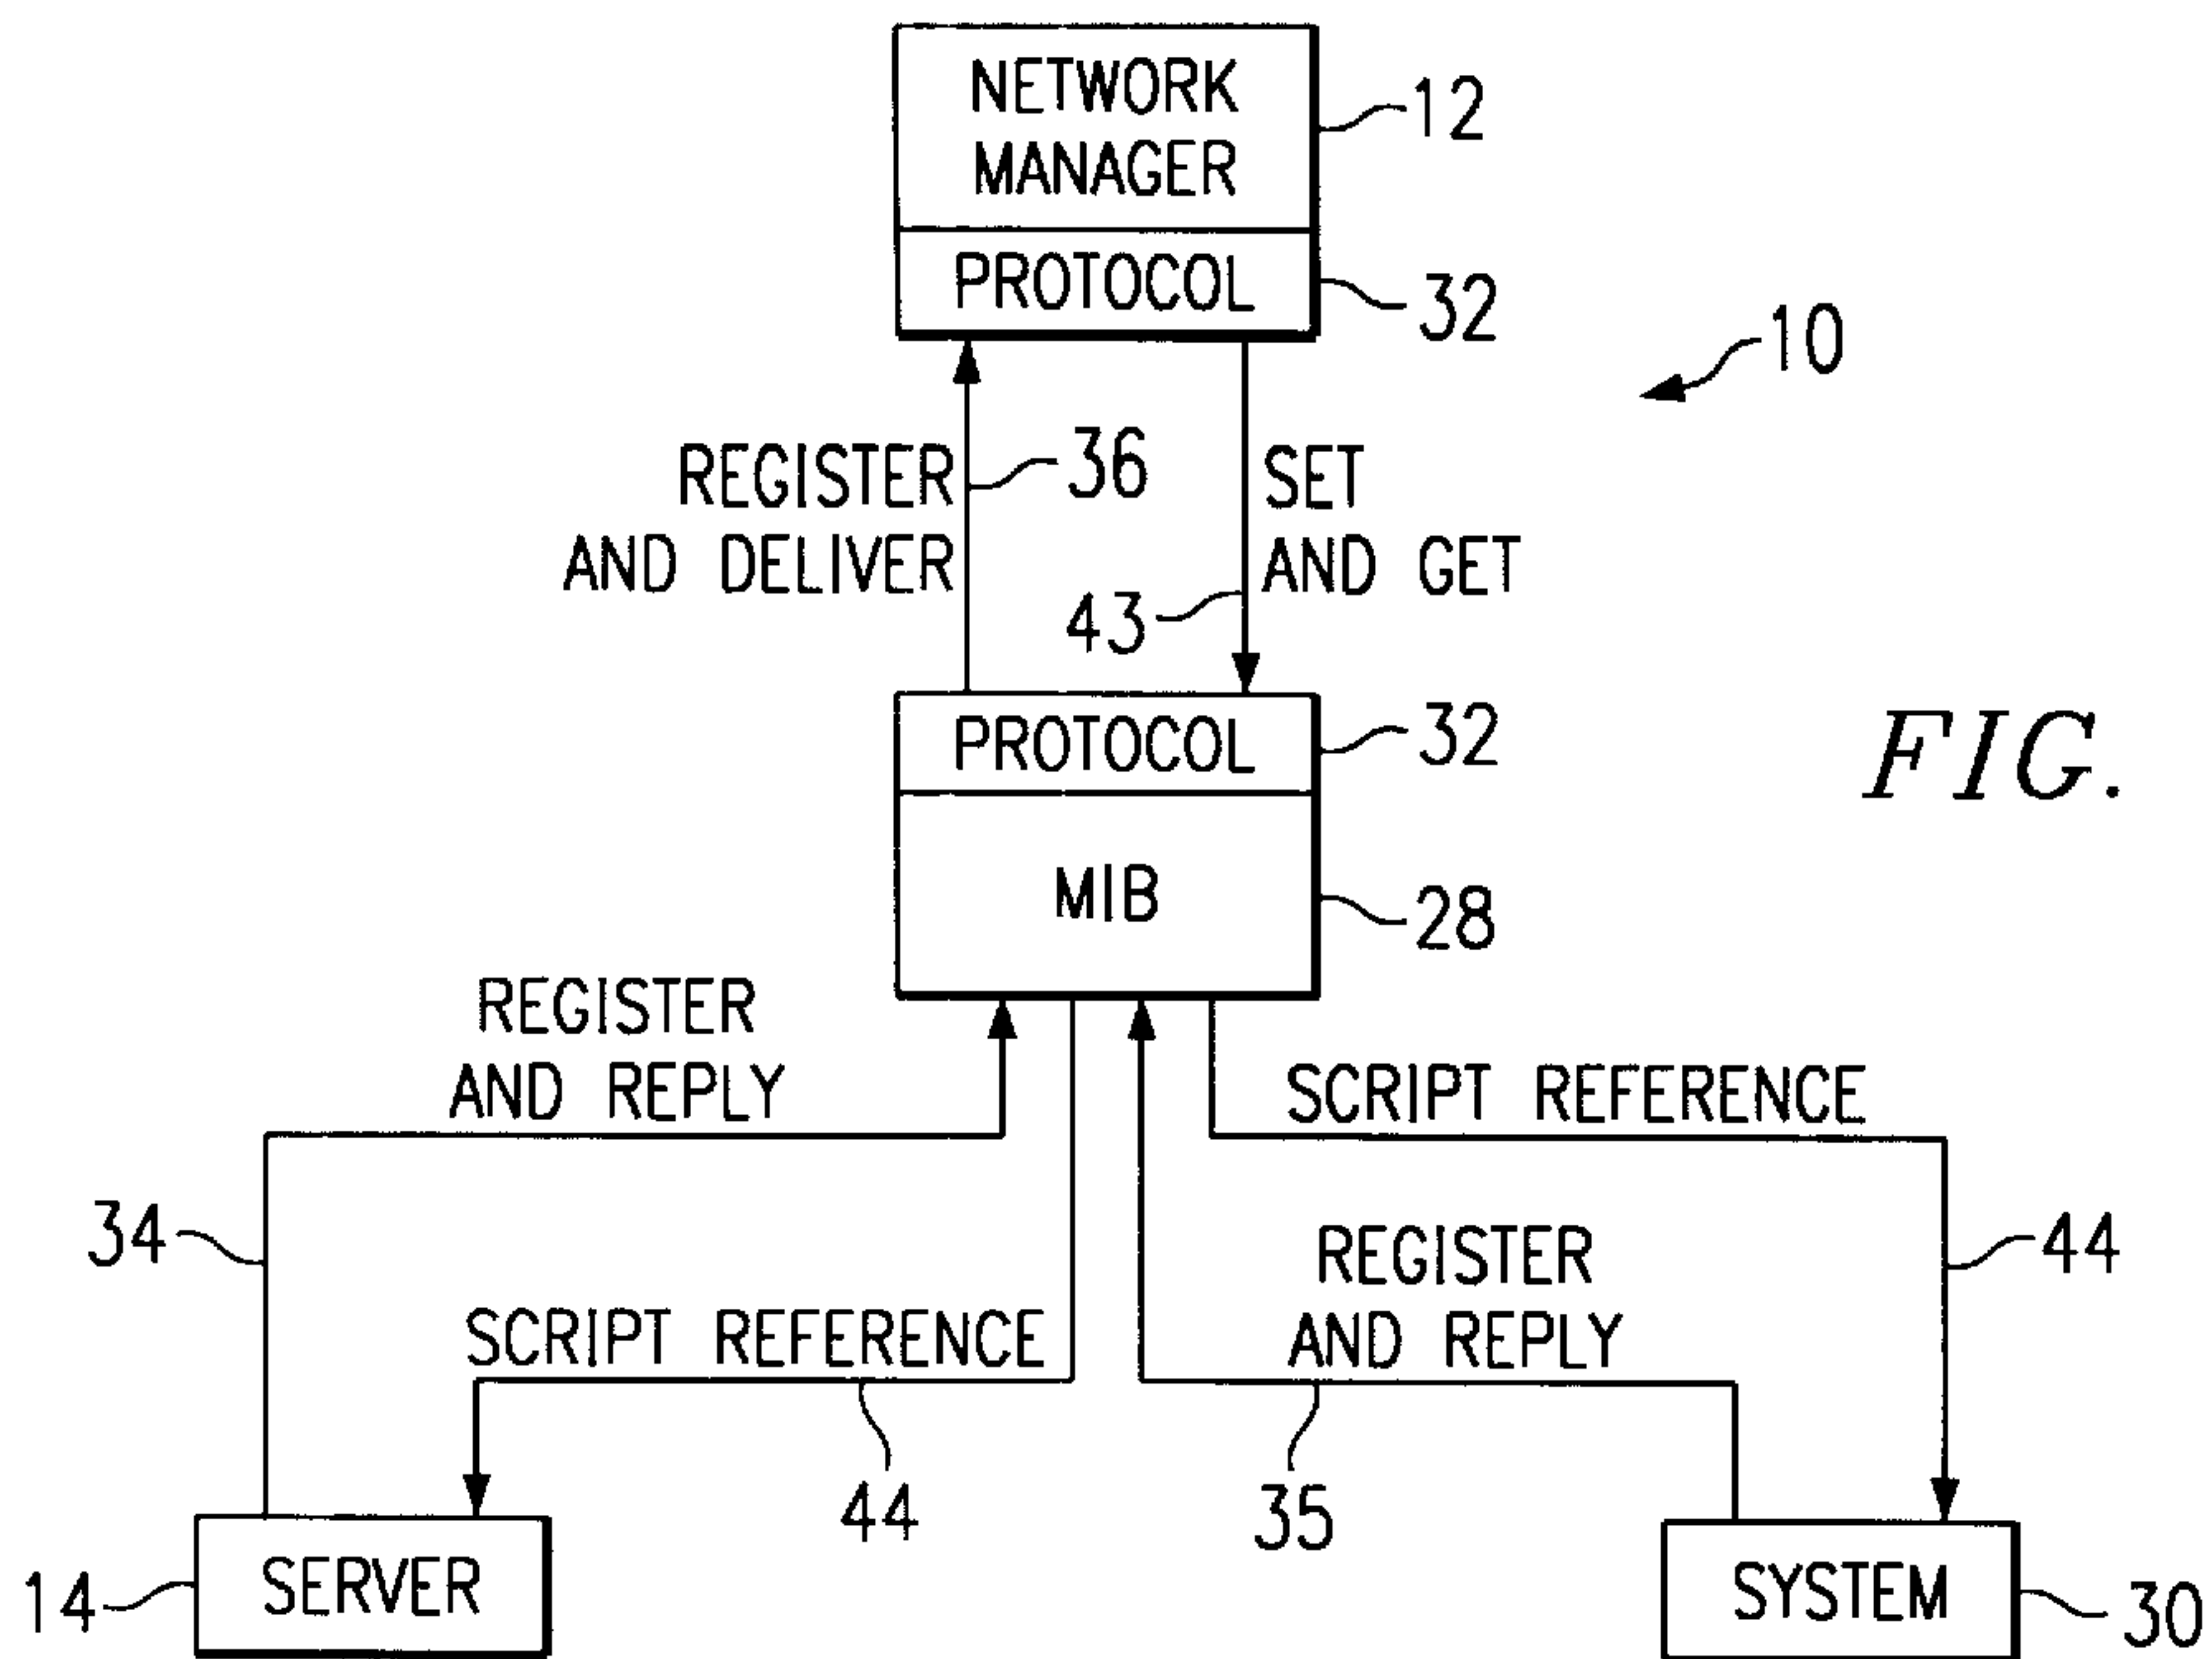 NETWORK
MANAGER
12
PROTOCOL
32
10
REGISTER
AND DELIVER
36
SET
AND GET
43
PROTOCOL
32
FIG.
MIB
28
REGISTER
AND REPLY
SCRIPT REFERENCE
34
REGISTER
AND REPLY
44
SCRIPT REFERENCE
44
35
14
SERVER
SYSTEM
30